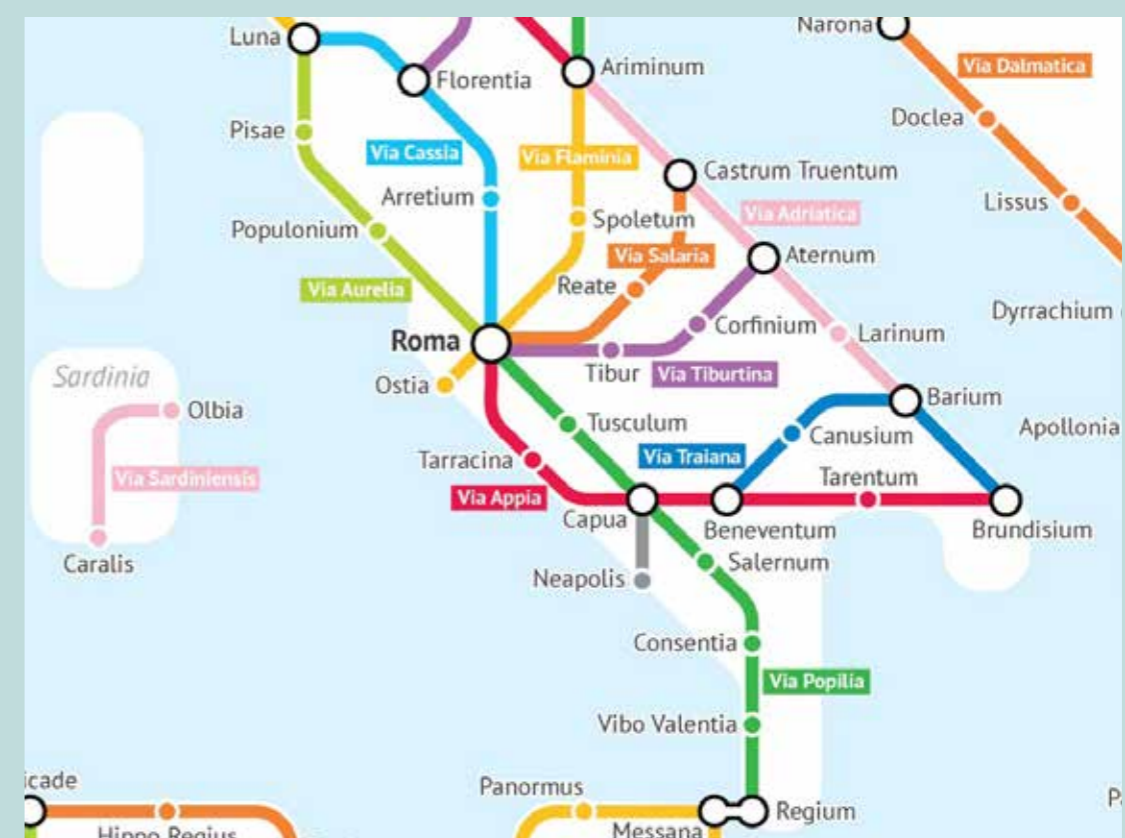 Luna
Narona
Florentia
Ariminum
Via Dalmatica
Doclea
Pisae
Via Cassia
Via Flaminia
Castrum Truentum
Arretium
Lissus
Spoletum
Via Adriatica
Populonium
Via Salaria
Aternum
Via Aurelia
Reate
Dyrrachium
Corfinium
Larinum
Roma
Tibur
Via Tiburtina
Sardinia
Ostia
Barium
Olbia
Tusculum
Apollonia
Canusium
Via Traiana
Tarracina
Via Sardiniensis
Tarentum
Via Appia
Capua
Beneventum
Brundisium
Caralis
Salernum
Neapolis
Consentia
Via Popilia
Vibo Valentia
icade
Panormus
Regium
Hippo Regius
Messana